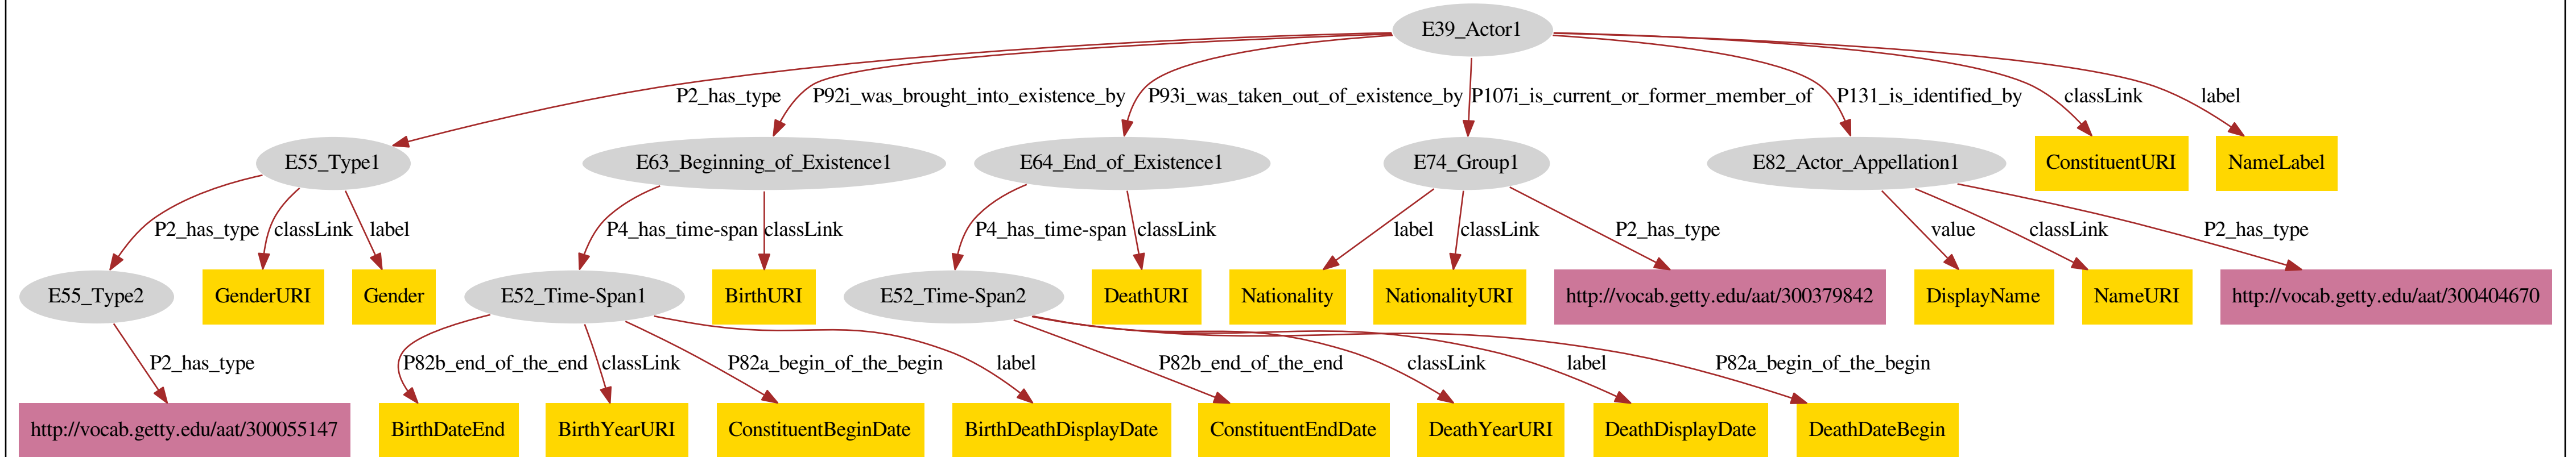 E39_Actor1
P2_has_type P92i_was_brought_into_existence_by P93i_was_taken_out_of_existence_by P107i_is_current_or_former_member_of P131_is_identified_by classLink label
E55_Type1 E63_Beginning_of_Existence1 E64_End_of_Existence1 E74_Group1 E82_Actor_Appellation1 ConstituentURI NameLabel
P2_has_type classLink label P4_has_time-span classLink P4_has_time-span classLink label classLink P2_has_type value classLink P2_has_type
E55_Type2 GenderURI Gender E52_Time-Span1 BirthURI E52_Time-Span2 DeathURI Nationality NationalityURI http://vocab.getty.edu/aat/300379842 DisplayName NameURI http://vocab.getty.edu/aat/300404670
P2_has_type P82b_end_of_the_end classLink P82a_begin_of_the_begin label P82b_end_of_the_end classLink label P82a_begin_of_the_begin
http://vocab.getty.edu/aat/300055147 BirthDateEnd BirthYearURI ConstituentBeginDate BirthDeathDisplayDate ConstituentEndDate DeathYearURI DeathDisplayDate DeathDateBegin